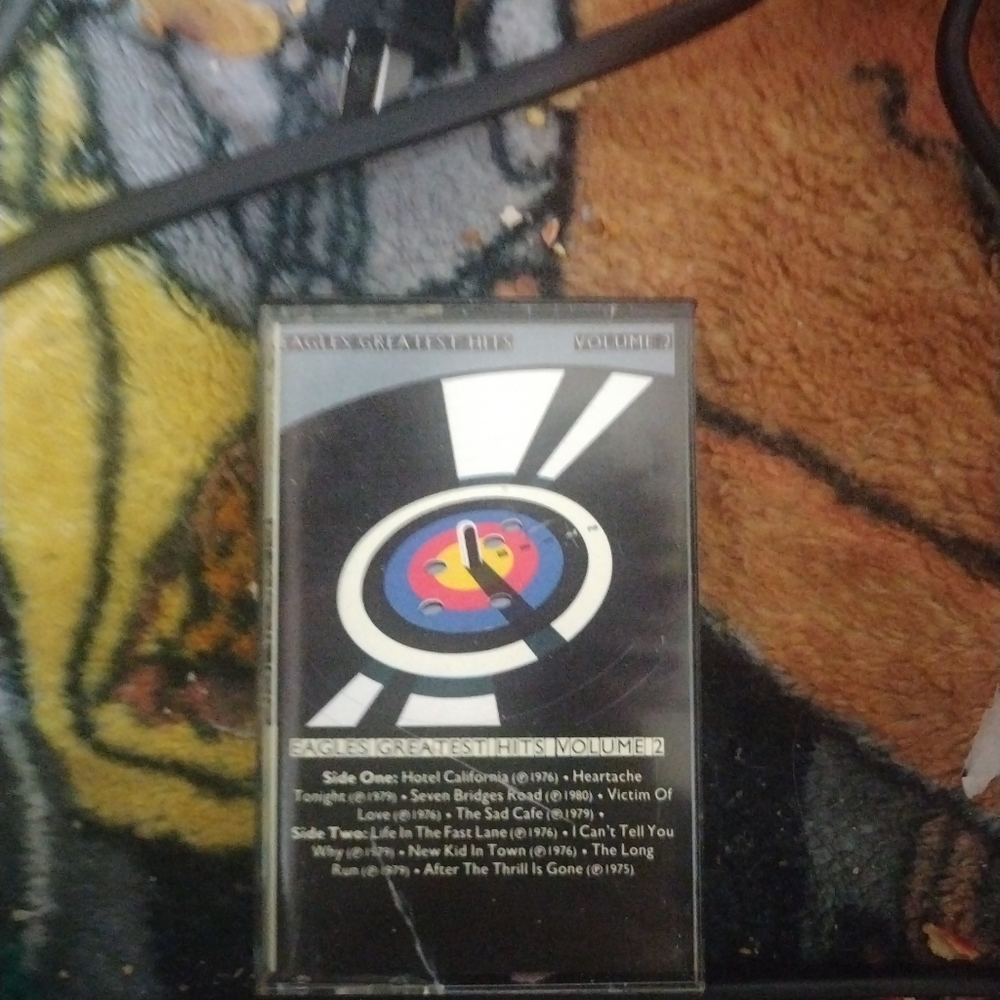 EAGLES GREATEST HITS VOLUME 2
EAGLES GREATEST HITS VOLUME 2
Side One: Hotel California (℗1976) • Heartache
Tonight (℗1979) • Seven Bridges Road (℗1980) • Victim Of
Love (℗1976) • The Sad Cafe (℗1979) •
Side Two: Life In The Fast Lane (℗1976) • I Can't Tell You
Why (℗1979) • New Kid In Town (℗1976) • The Long
Run (℗1979) • After The Thrill Is Gone (℗1975)